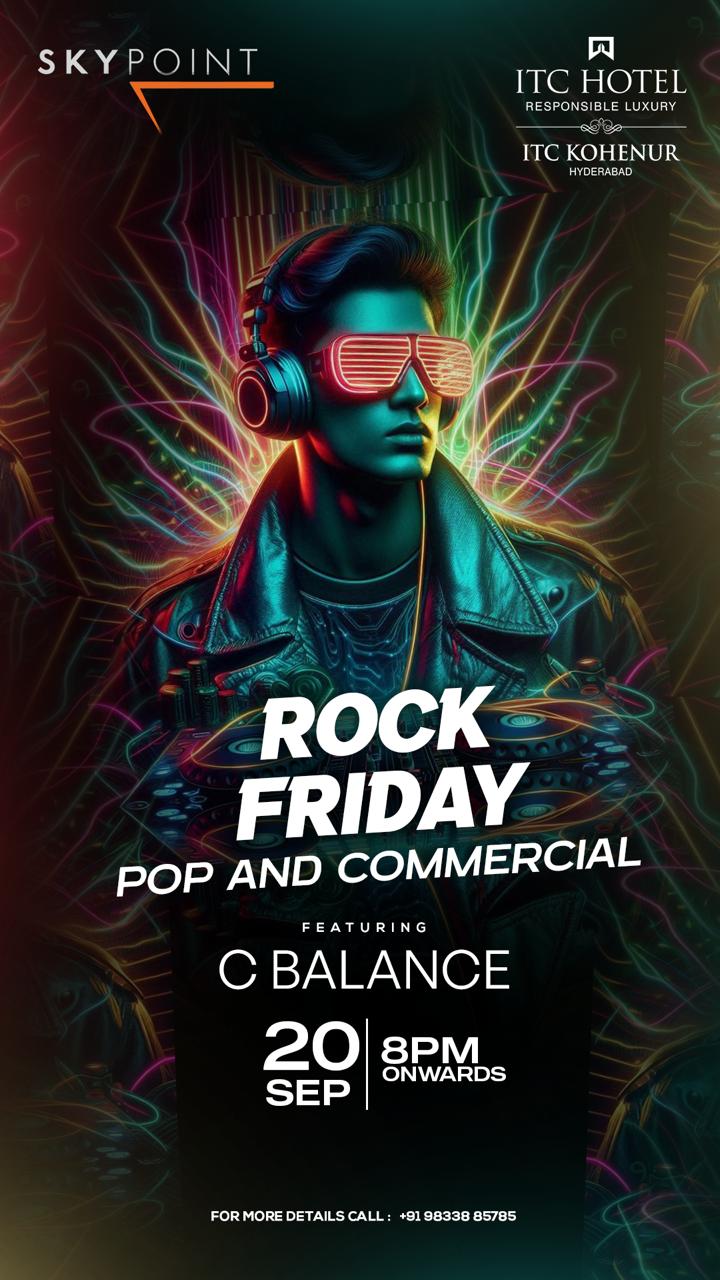 SKYPOINT
ITC HOTEL
RESPONSIBLE LUXURY
ITC KOHENUR
HYDERABAD
ROCK
FRIDAY
POP AND COMMERCIAL
FEATURING
C BALANCE
20
SEP
8PM
ONWARDS
FOR MORE DETAILS CALL : +91 98338 85785